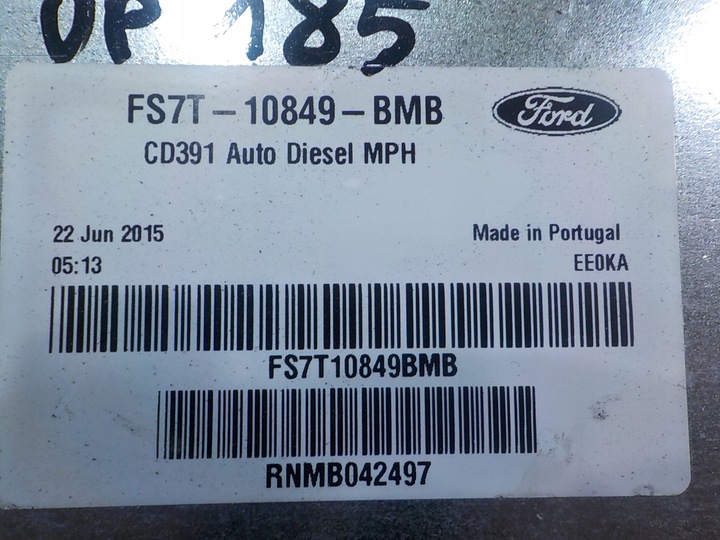 OP 185
FS7T-10849-BMB
Ford
CD391 Auto Diesel MPH
22 Jun 2015
Made in Portugal
05:13
EE0KA
FS7T10849BMB
RNMB042497